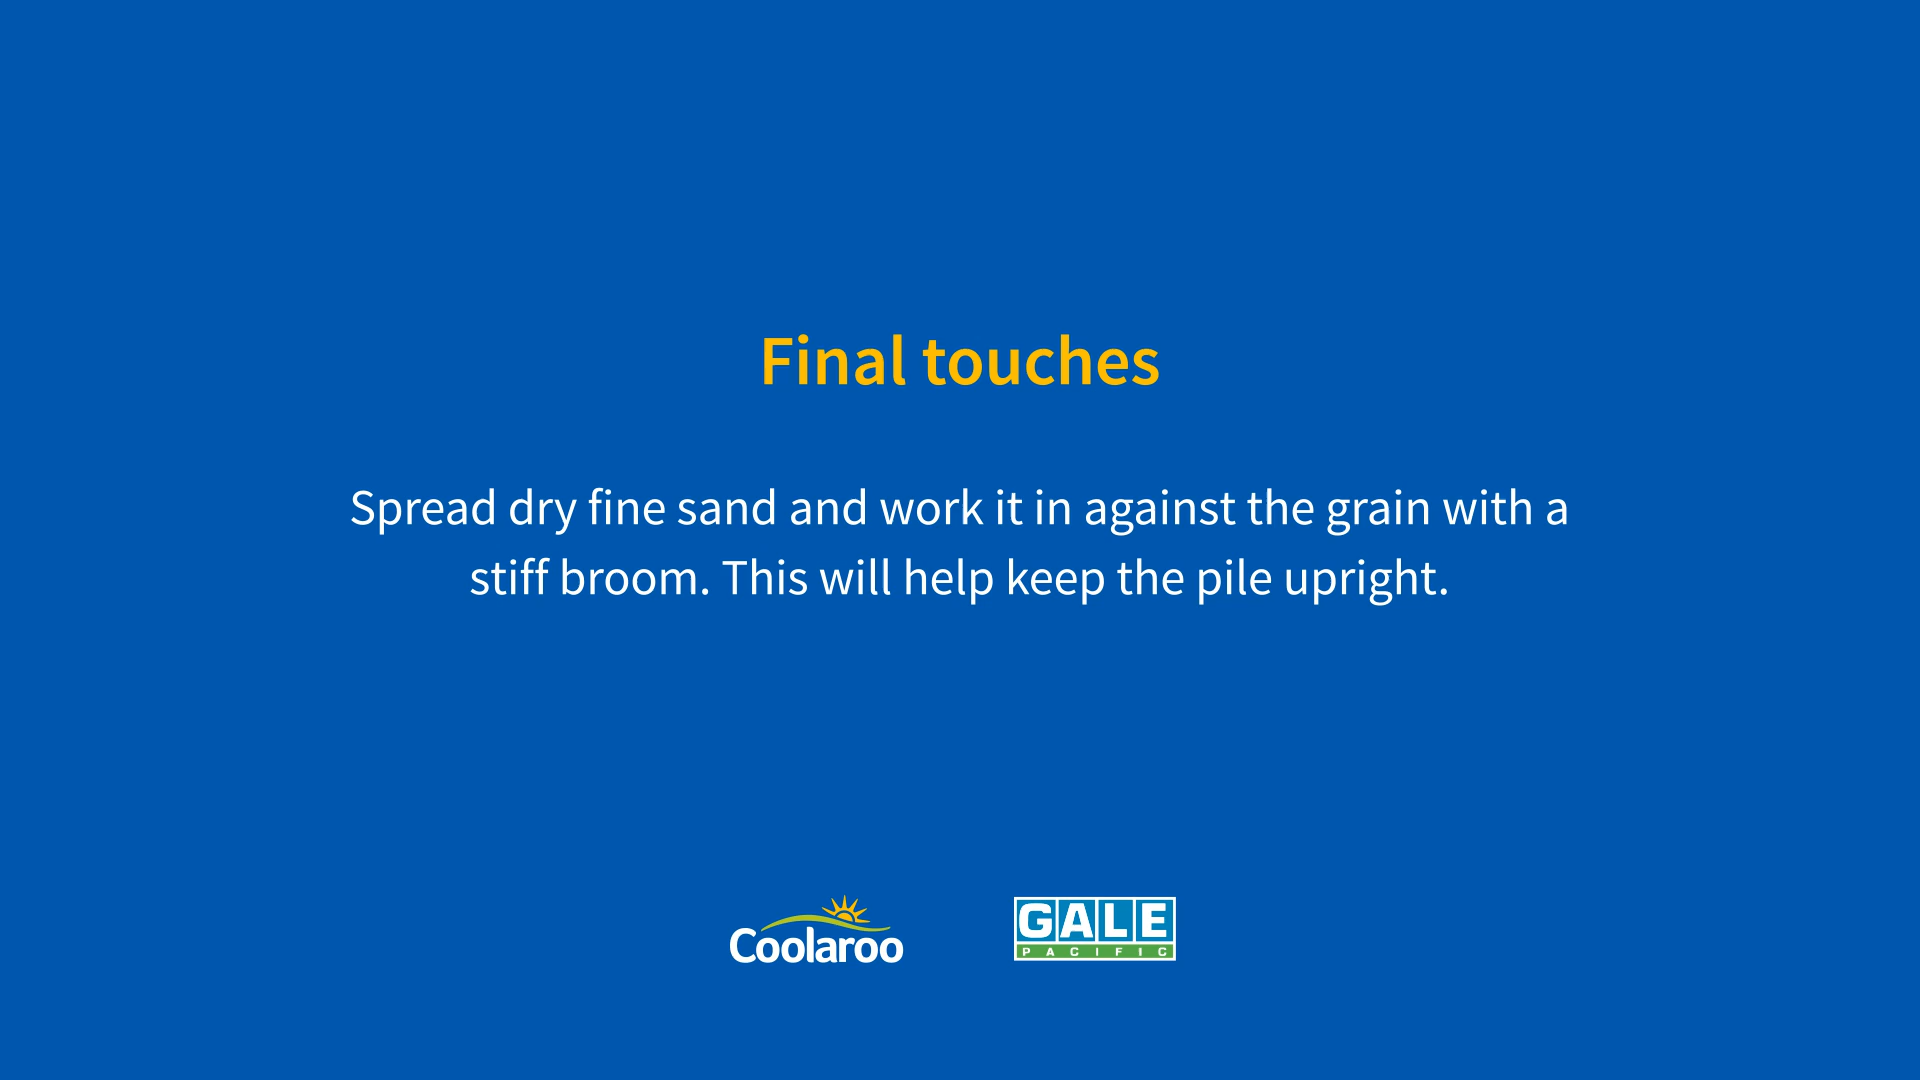 Final touches
Spread dry fine sand and work it in against the grain with a
stiff broom. This will help keep the pile upright.
Coolaroo
GALE
PACIFIC